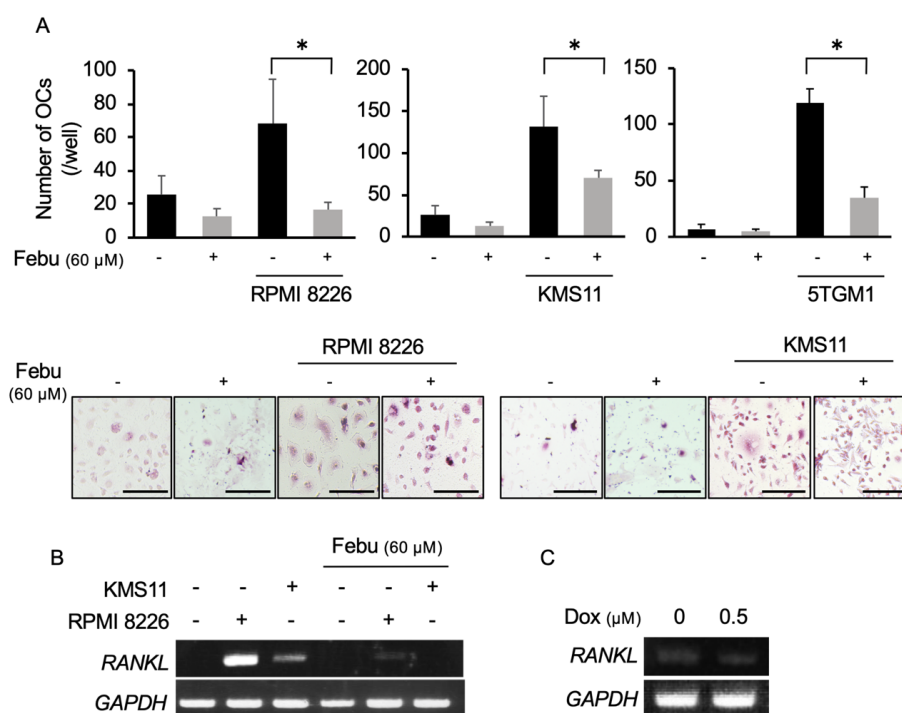 A
Number of OCs
(/well)
100
80
60
40
20
0
200
150
100
50
0
150
100
50
0
* * *
Febu (60 µM) - + - + - + - + - + - +
RPMI 8226 KMS11 5TGM1
RPMI 8226 KMS11
Febu
(60 µM)
- + - + - + - +
B
Febu (60 µM)
KMS11 - - + - - +
RPMI 8226 - + - - + -
RANKL
GAPDH
C
Dox (µM) 0 0.5
RANKL
GAPDH